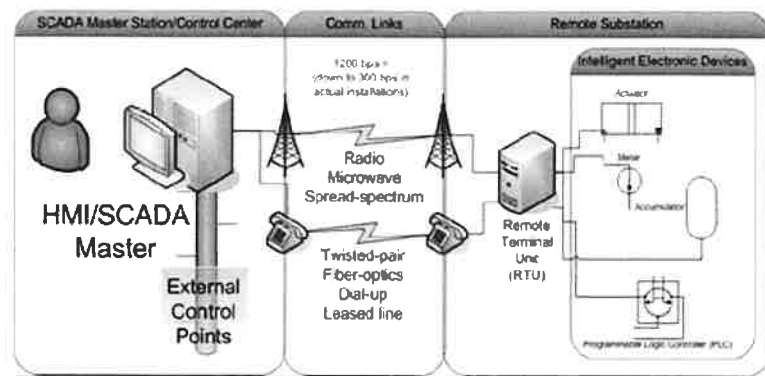 SCADA Master Station/Control Center
Comm. Links
Remote Substation
1200 bps +
(down to 300 bps in
actual installations)
Intelligent Electronic Devices
Actuator
Meter
Accumulator
Radio
Microwave
Spread-spectrum
HMI/SCADA
Master
External
Control
Points
Twisted-pair
Fiber-optics
Dial-up
Leased line
Remote
Terminal
Unit
(RTU)
Programmable Logic Controller (PLC)